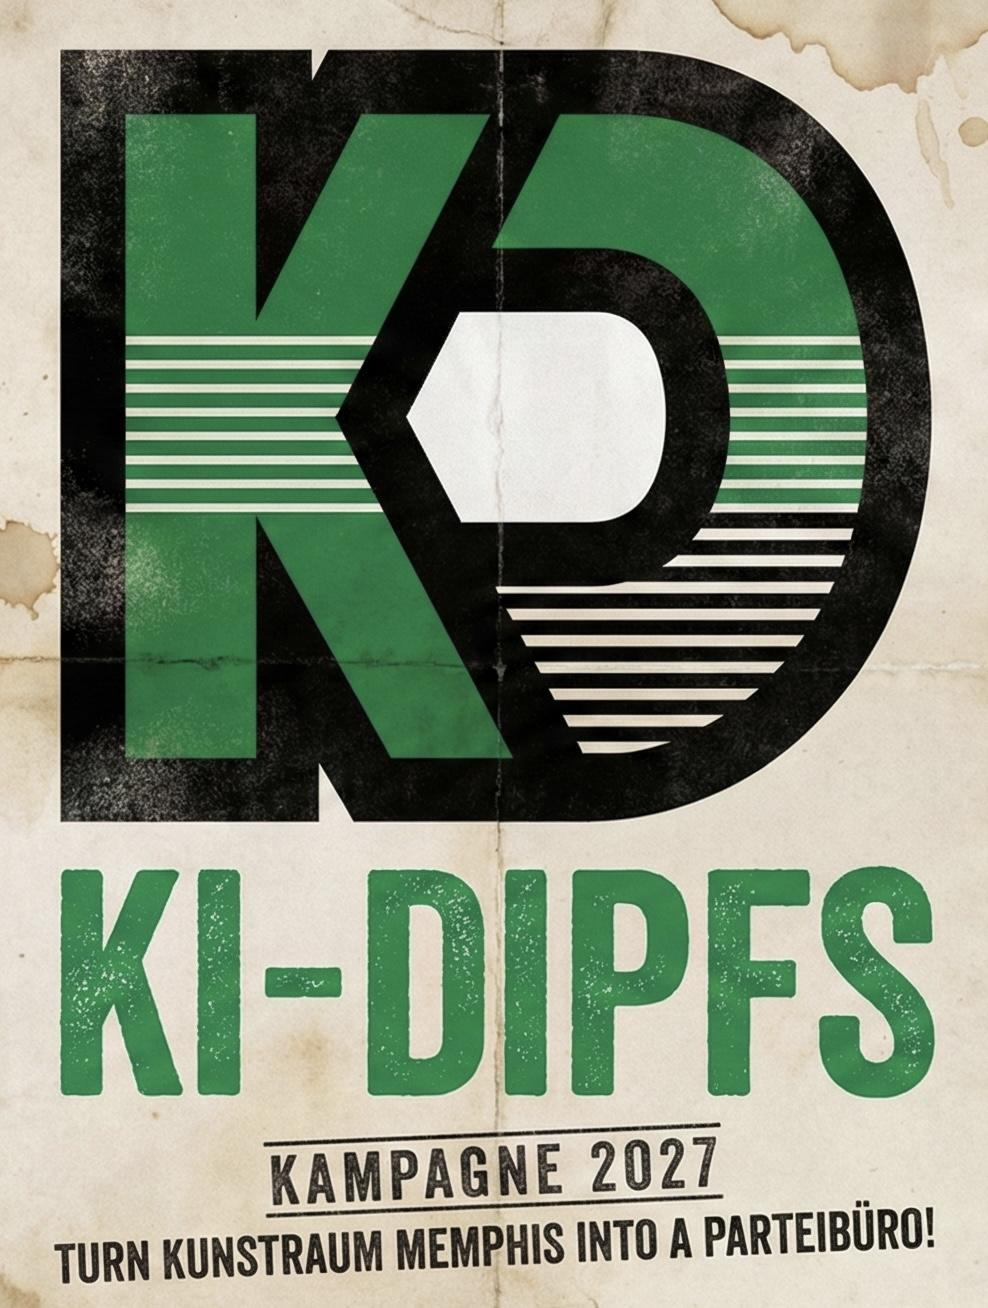 KD
KI-DIPFS
KAMPAGNE 2027
TURN KUNSTRAUM MEMPHIS INTO A PARTEIBÜRO!